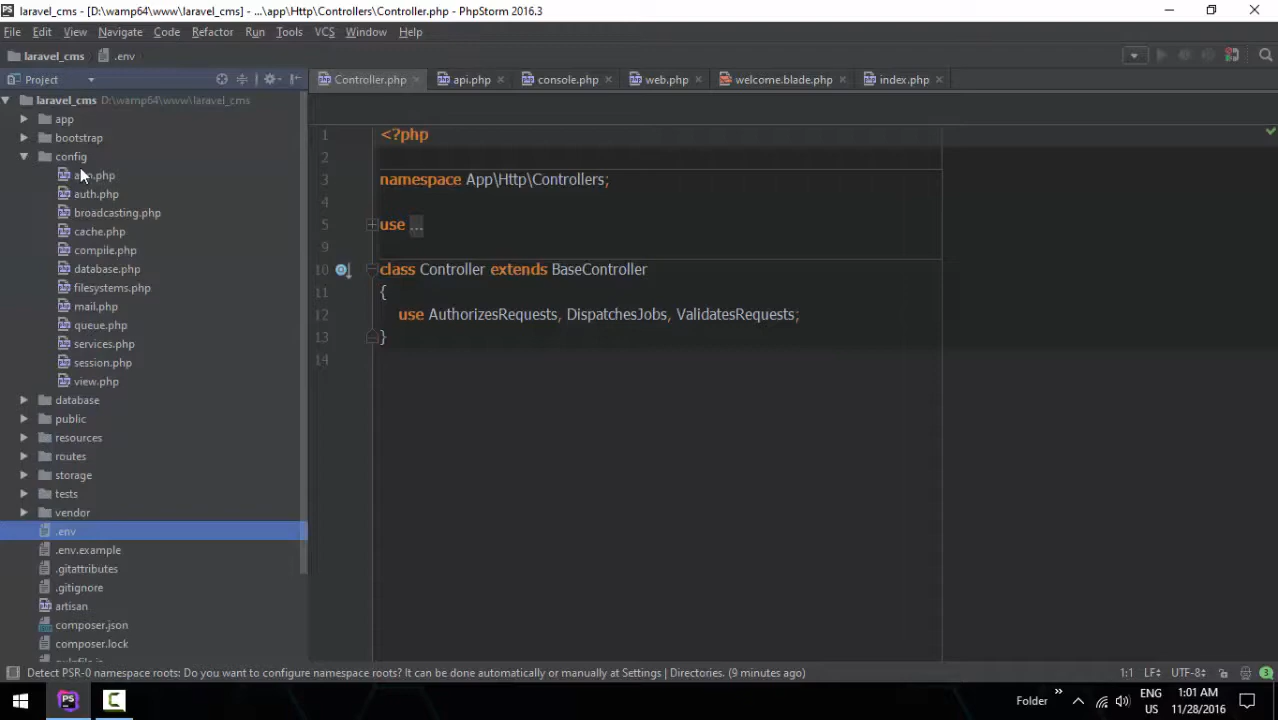 laravel_cms - [D:\wamp64\www\laravel_cms] - ...\app\Http\Controllers\Controller.php - PhpStorm 2016.3
File Edit View Navigate Code Refactor Run Tools VCS Window Help
laravel_cms .env
Project
Controller.php api.php console.php web.php welcome.blade.php index.php
laravel_cms D:\wamp64\www\laravel_cms
app
bootstrap
config
auth.php
broadcasting.php
cache.php
compile.php
database.php
filesystems.php
mail.php
queue.php
services.php
session.php
view.php
database
public
resources
routes
storage
tests
vendor
.env
.env.example
.gitattributes
.gitignore
artisan
composer.json
composer.lock
1 <?php
2
3 namespace App\Http\Controllers;
4
5 use ...
9
10 class Controller extends BaseController
11 {
12 use AuthorizesRequests, DispatchesJobs, ValidatesRequests;
13 }
14
Detect PSR-0 namespace roots: Do you want to configure namespace roots? It can be done automatically or manually at Settings | Directories. (9 minutes ago) 1:1 LF UTF-8 3
PS Folder ENG US 1:01 AM 11/28/2016